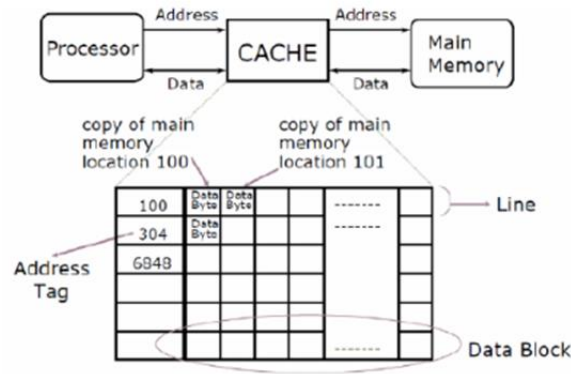 Address
Address
Processor
CACHE
Main
Memory
Data
Data
copy of main
memory
location 100
copy of main
memory
location 101
100
Data
Byte
Data
Byte
-------
Line
304
Data
Byte
-------
Address
Tag
6848
-------
Data Block